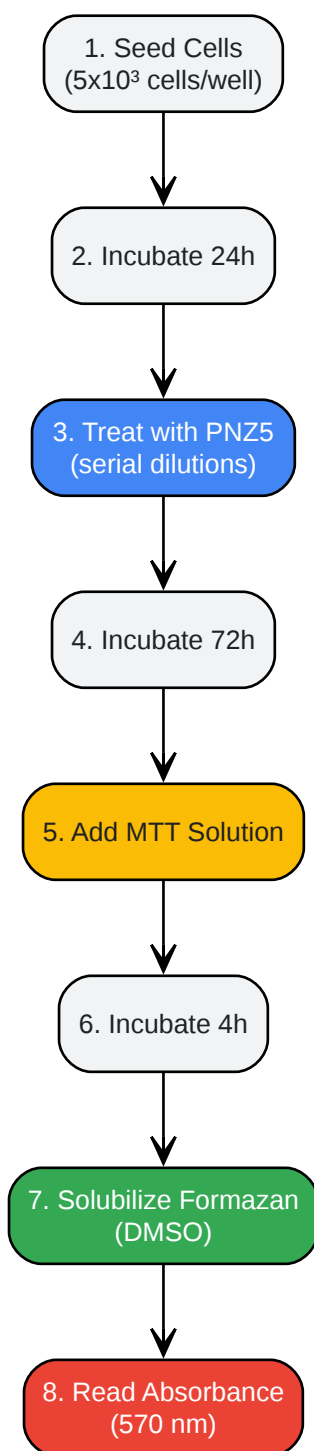 1. Seed Cells
(5x10³ cells/well)
2. Incubate 24h
3. Treat with PNZ5
(serial dilutions)
4. Incubate 72h
5. Add MTT Solution
6. Incubate 4h
7. Solubilize Formazan
(DMSO)
8. Read Absorbance
(570 nm)